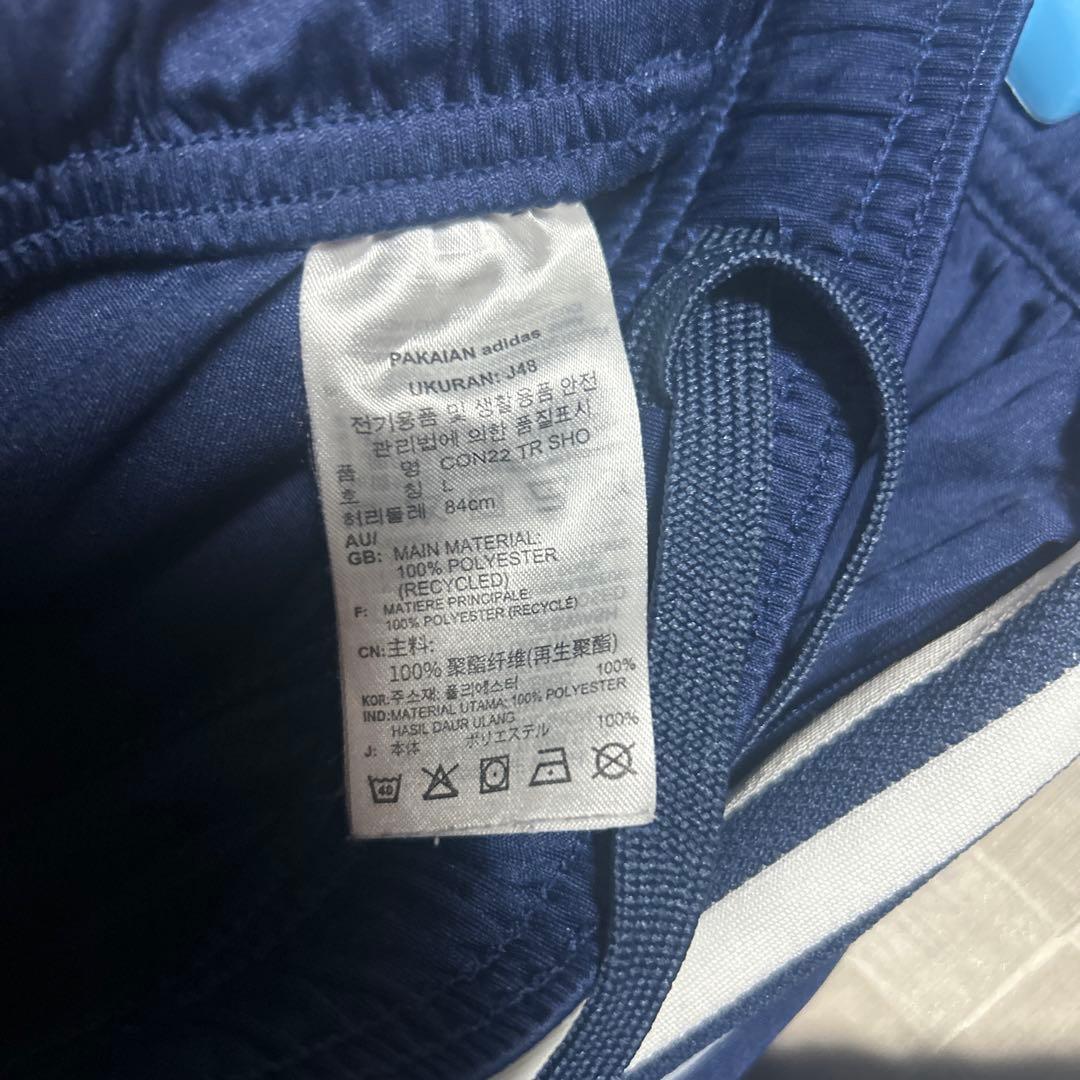 PAKAIAN adidas
UKURAN: J48
전기용품 및 생활용품 안전
관리법에 의한 품질표시
품 명 CON22 TR SHO
호 칭 L
허리둘레 84cm
AU/
GB: MAIN MATERIAL:
100% POLYESTER
(RECYCLED)
F: MATIERE PRINCIPALE:
100% POLYESTER (RECYCLÉ)
CN: 主料:
100% 聚酯纤维(再生聚酯)
KOR: 주소재: 폴리에스터 100%
IND: MATERIAL UTAMA: 100% POLYESTER
HASIL DAUR ULANG
J: 本体 ポリエステル 100%
40